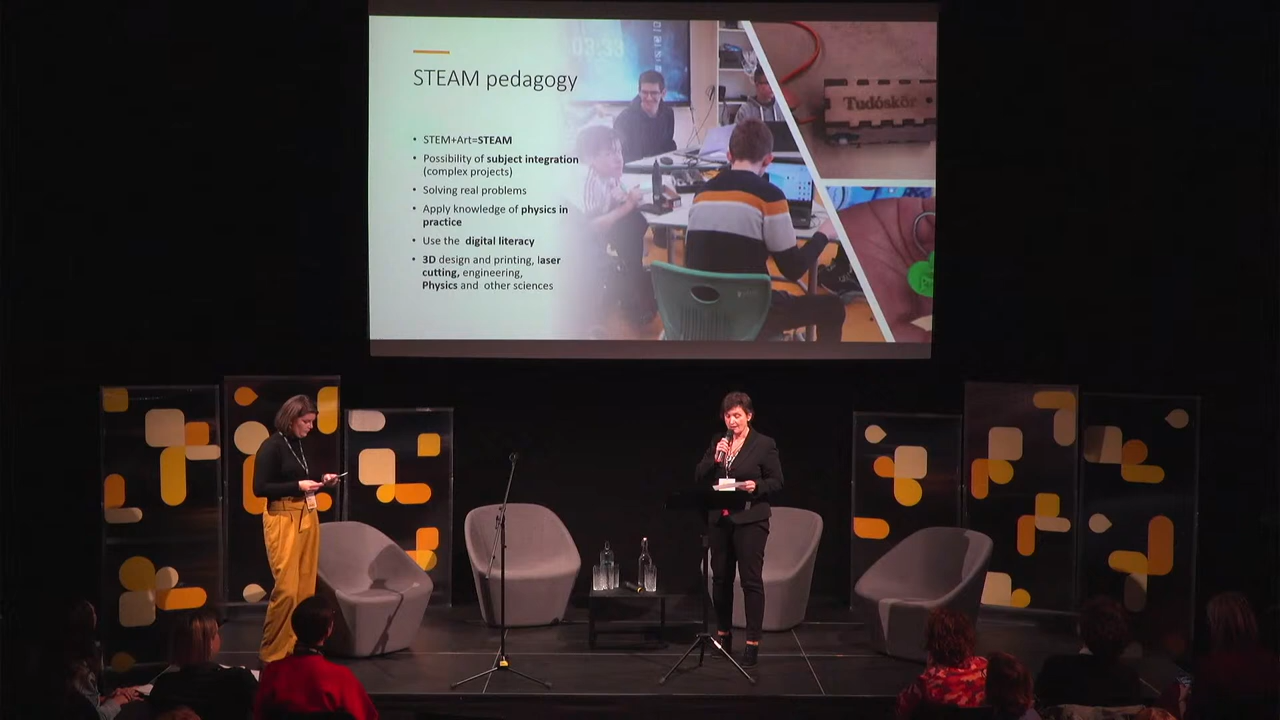 03:33
STEAM pedagogy
• STEM+Art=STEAM
• Possibility of subject integration
(complex projects)
• Solving real problems
• Apply knowledge of physics in
practice
• Use the digital literacy
• 3D design and printing, laser
cutting, engineering,
Physics and other sciences
Tudóskör